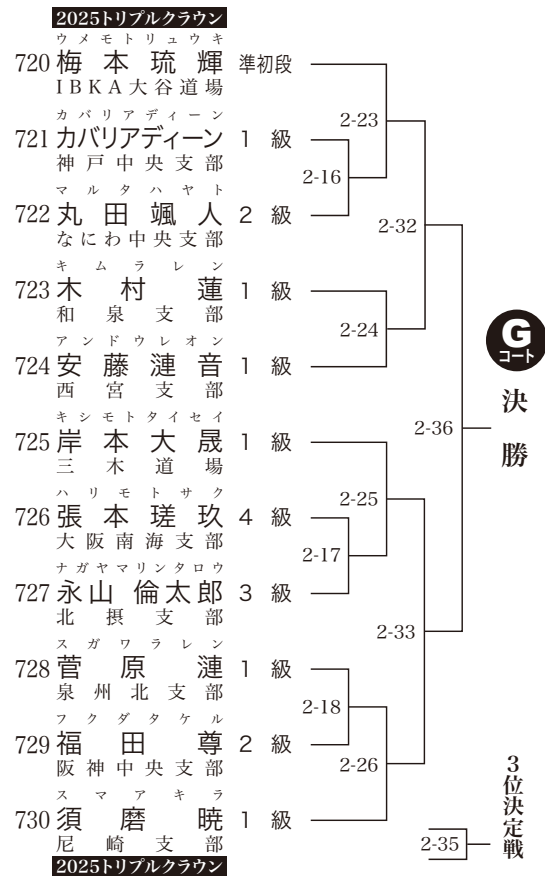 2025トリプルクラウン
ウメモトリュウキ
720 梅本琉輝 準初段
IBKA大谷道場
カバリアディーン
721 カバリアディーン 1級
神戸中央支部
マルタハヤト
722 丸田颯人 2級
なにわ中央支部
キムラレン
723 木村蓮 1級
和泉支部
アンドウレオン
724 安藤漣音 1級
西宮支部
キシモトタイセイ
725 岸本大晟 1級
三木道場
ハリモトサク
726 張本瑳玖 4級
大阪南海支部
ナガヤマリンタロウ
727 永山倫太郎 3級
北摂支部
スガワラレン
728 菅原漣 1級
泉州北支部
フクダタケル
729 福田尊 2級
阪神中央支部
スマアキラ
730 須磨暁 1級
尼崎支部
2025トリプルクラウン
2-23
2-16
2-32
2-24
2-36
2-25
2-17
2-33
2-18
2-26
2-35
G
コート
決勝
3位決定戦